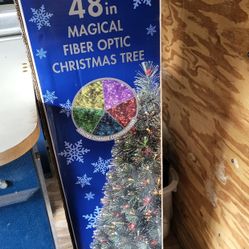 48in
MAGICAL
FIBER OPTIC
CHRISTMAS TREE